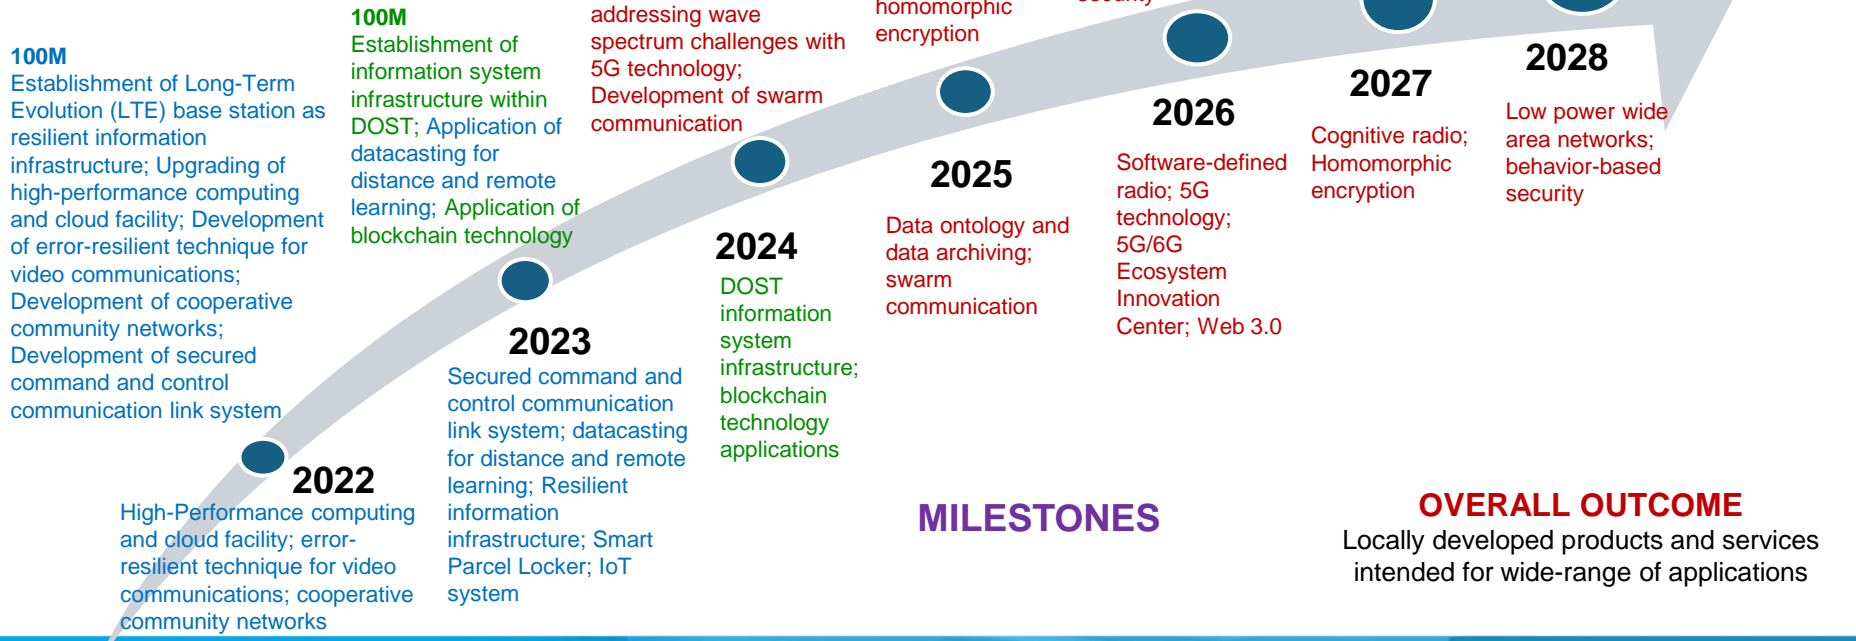 100M
Establishment of Long-Term
Evolution (LTE) base station as
resilient information
infrastructure; Upgrading of
high-performance computing
and cloud facility; Development
of error-resilient technique for
video communications;
Development of cooperative
community networks;
Development of secured
command and control
communication link system
100M
Establishment of
information system
infrastructure within
DOST; Application of
datacasting for
distance and remote
learning; Application of
blockchain technology
addressing wave
spectrum challenges with
5G technology;
Development of swarm
communication
homomorphic
encryption
security
2022
High-Performance computing
and cloud facility; error-
resilient technique for video
communications; cooperative
community networks
2023
Secured command and
control communication
link system; datacasting
for distance and remote
learning; Resilient
information
infrastructure; Smart
Parcel Locker; IoT
system
2024
DOST
information
system
infrastructure;
blockchain
technology
applications
2025
Data ontology and
data archiving;
swarm
communication
2026
Software-defined
radio; 5G
technology;
5G/6G
Ecosystem
Innovation
Center; Web 3.0
2027
Cognitive radio;
Homomorphic
encryption
2028
Low power wide
area networks;
behavior-based
security
MILESTONES
OVERALL OUTCOME
Locally developed products and services
intended for wide-range of applications